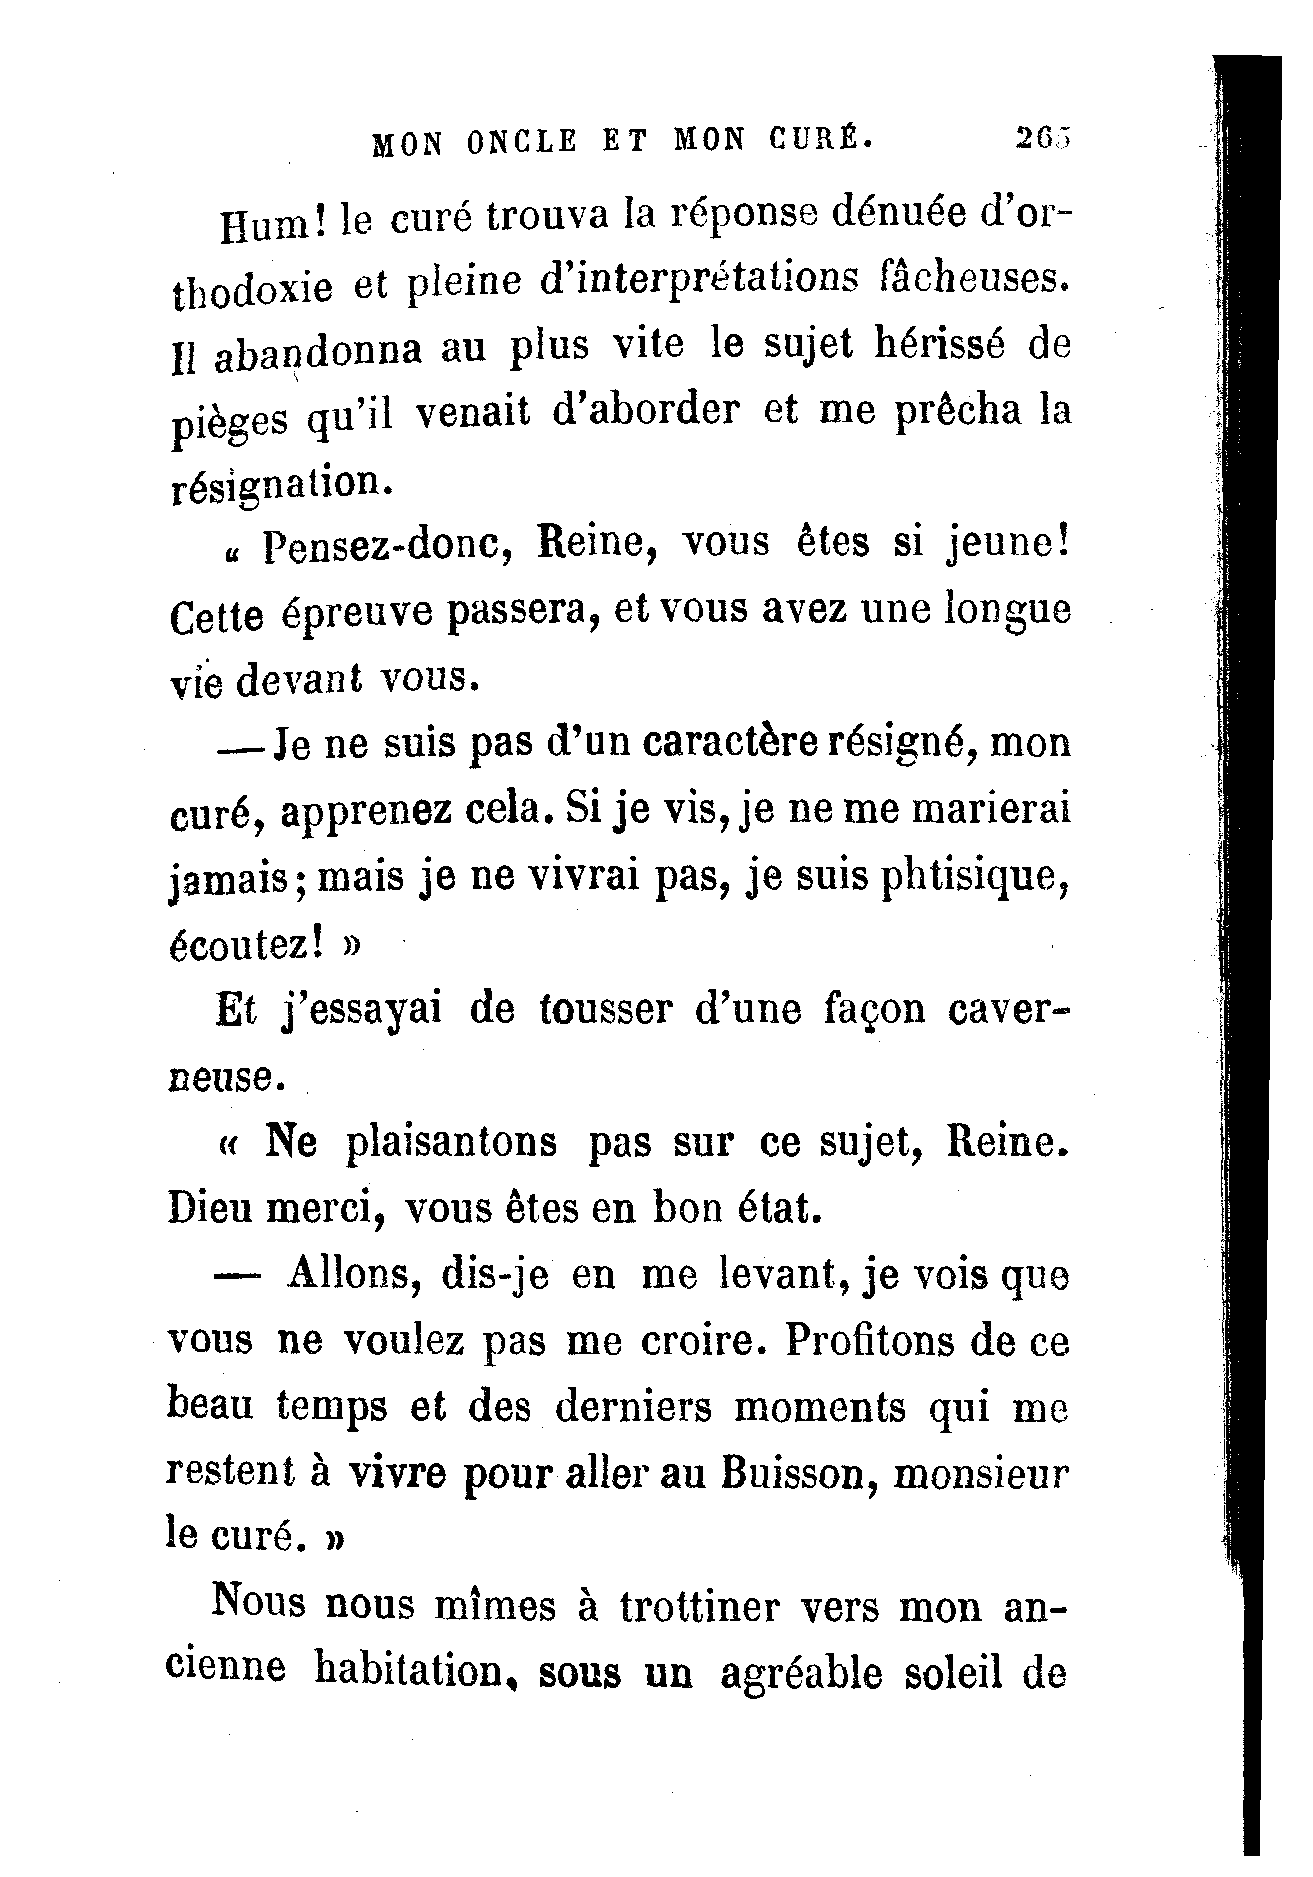 MON ONCLE ET MON CURÉ. 265
Hum! le curé trouva la réponse dénuée d'or-
thodoxie et pleine d'interprétations fâcheuses.
Il abandonna au plus vite le sujet hérissé de
pièges qu'il venait d'aborder et me prêcha la
résignation.
« Pensez-donc, Reine, vous êtes si jeune!
Cette épreuve passera, et vous avez une longue
vie devant vous.
— Je ne suis pas d'un caractère résigné, mon
curé, apprenez cela. Si je vis, je ne me marierai
jamais; mais je ne vivrai pas, je suis phtisique,
écoutez! »
Et j'essayai de tousser d'une façon caver-
neuse.
« Ne plaisantons pas sur ce sujet, Reine.
Dieu merci, vous êtes en bon état.
— Allons, dis-je en me levant, je vois que
vous ne voulez pas me croire. Profitons de ce
beau temps et des derniers moments qui me
restent à vivre pour aller au Buisson, monsieur
le curé. »
Nous nous mîmes à trottiner vers mon an-
cienne habitation, sous un agréable soleil de